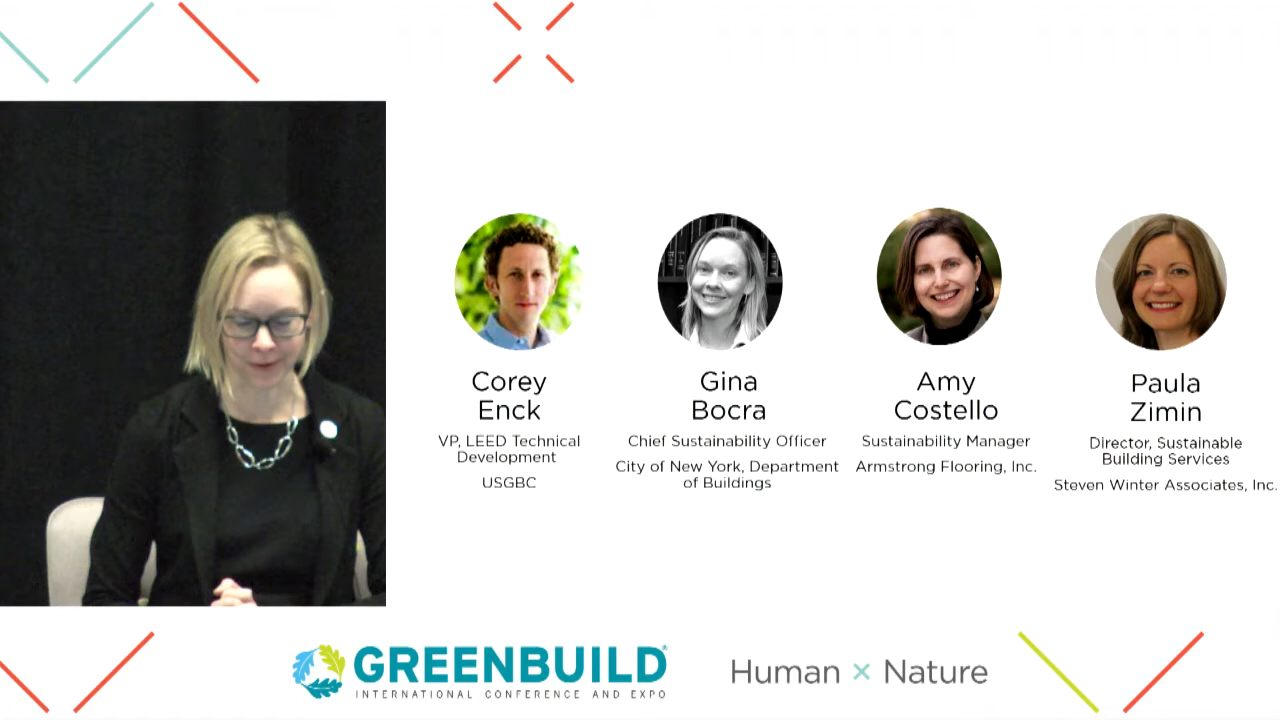 Corey
Enck
VP, LEED Technical
Development
USGBC
Gina
Bocra
Chief Sustainability Officer
City of New York, Department
of Buildings
Amy
Costello
Sustainability Manager
Armstrong Flooring, Inc.
Paula
Zimin
Director, Sustainable
Building Services
Steven Winter Associates, Inc.
GREENBUILD®
INTERNATIONAL CONFERENCE AND EXPO
Human × Nature